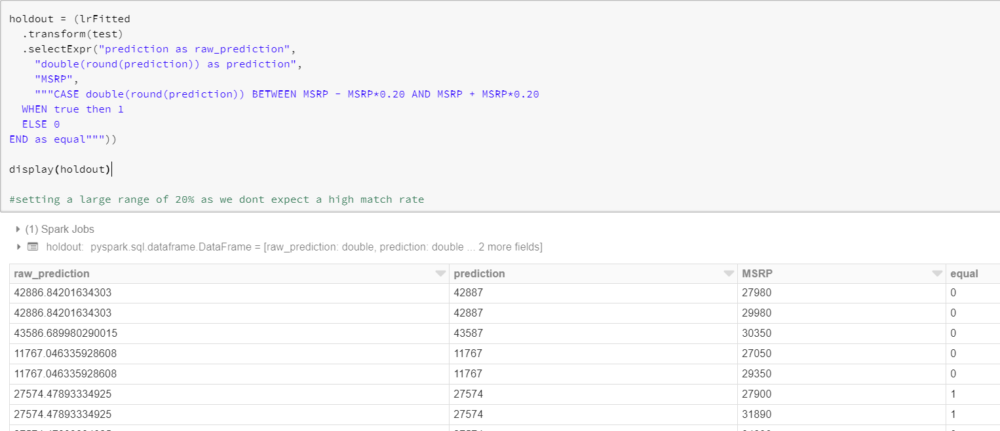 holdout = (lrFitted
.transform(test)
.selectExpr("prediction as raw_prediction",
"double(round(prediction)) as prediction",
"MSRP",
"""CASE double(round(prediction)) BETWEEN MSRP - MSRP*0.20 AND MSRP + MSRP*0.20
WHEN true then 1
ELSE 0
END as equal"""))
display(holdout)
#setting a large range of 20% as we dont expect a high match rate
(1) Spark Jobs
holdout: pyspark.sql.dataframe.DataFrame = [raw_prediction: double, prediction: double ... 2 more fields]
raw_prediction prediction MSRP equal
42886.84201634303 42887 27980 0
42886.84201634303 42887 29980 0
43586.689980290015 43587 30350 0
11767.046335928608 11767 27050 0
11767.046335928608 11767 29350 0
27574.47893334925 27574 27900 1
27574.47893334925 27574 31890 1